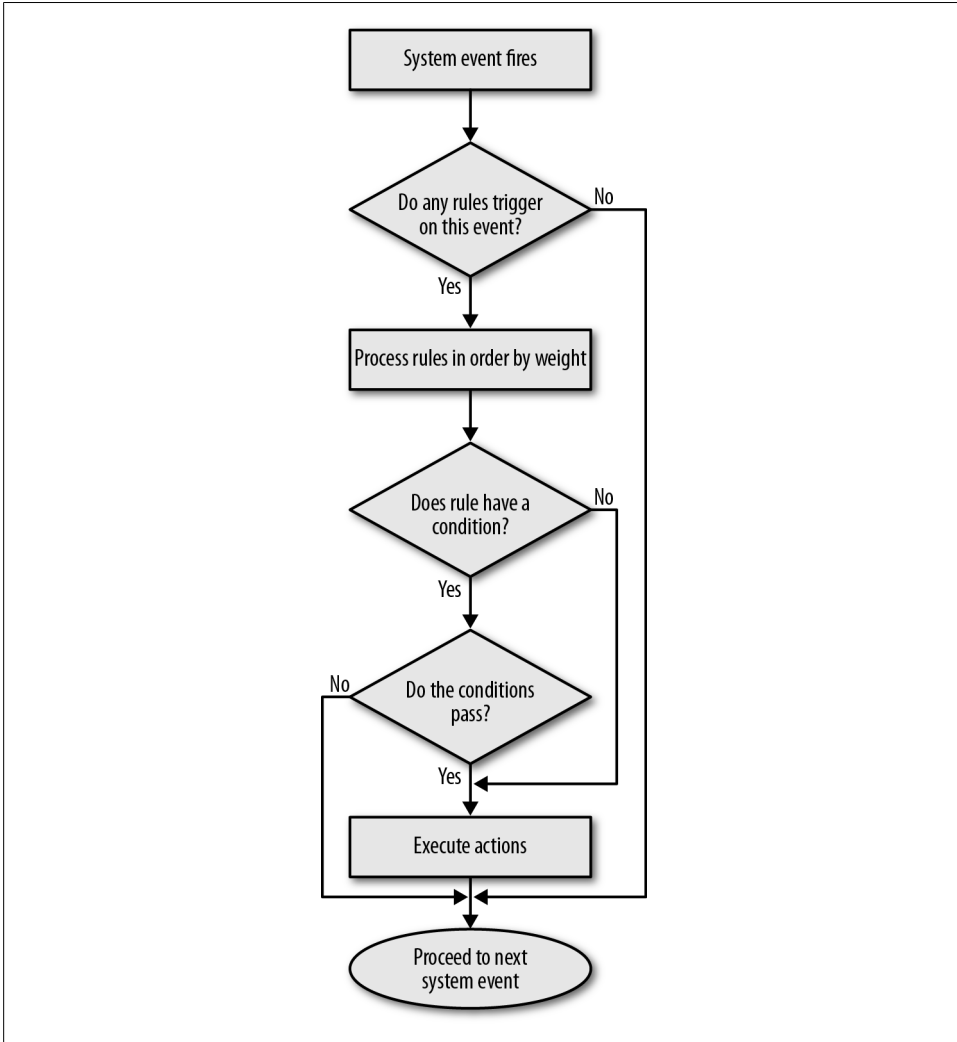 System event fires
Do any rules trigger
on this event?
No
Yes
Process rules in order by weight
Does rule have a
condition?
No
Yes
Do the conditions
pass?
No
Yes
Execute actions
Proceed to next
system event